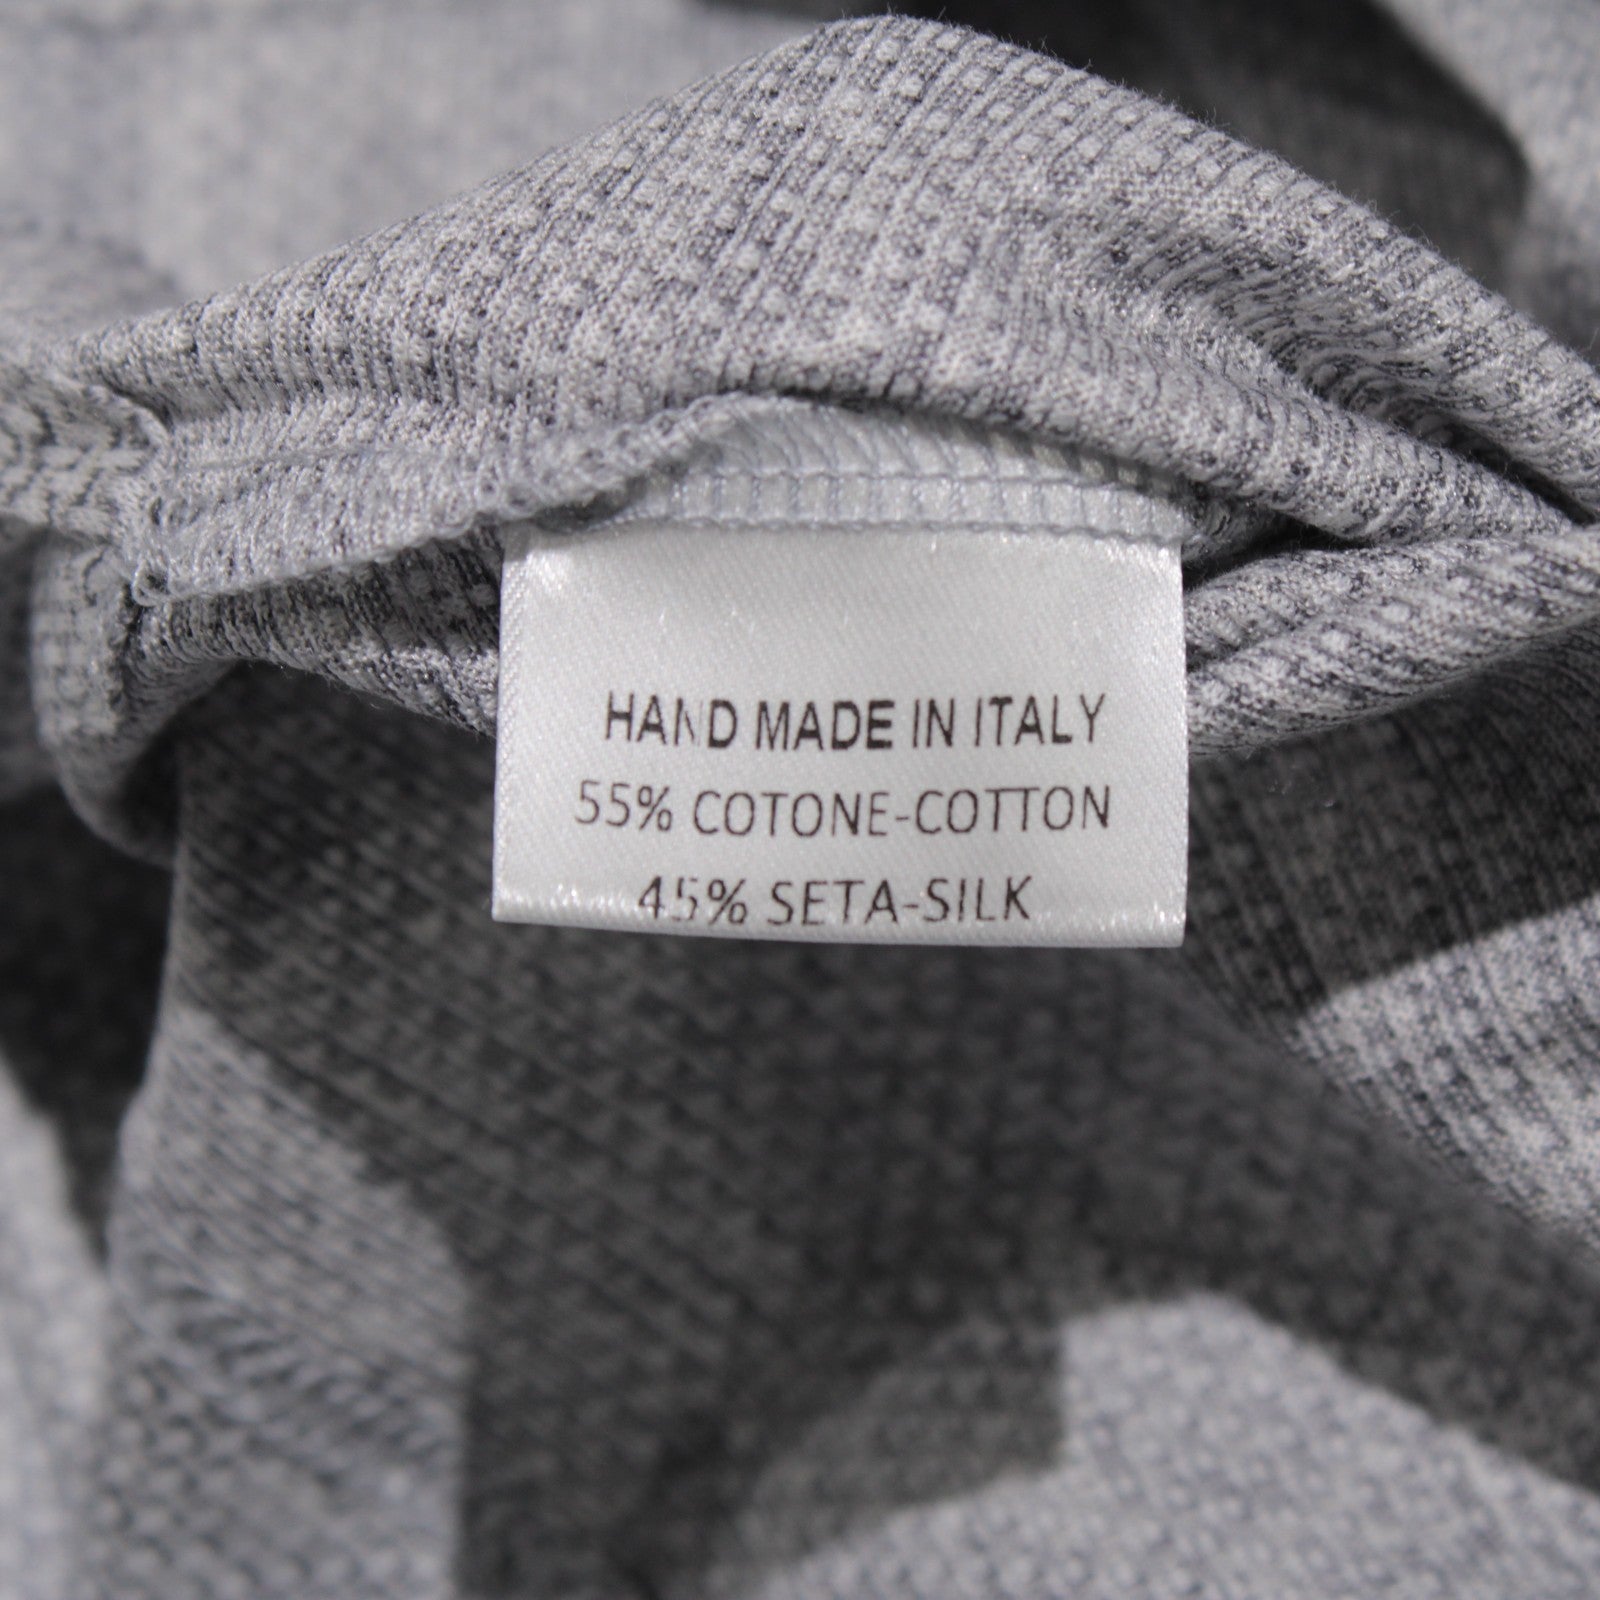 HAND MADE IN ITALY
55% COTONE-COTTON
45% SETA-SILK